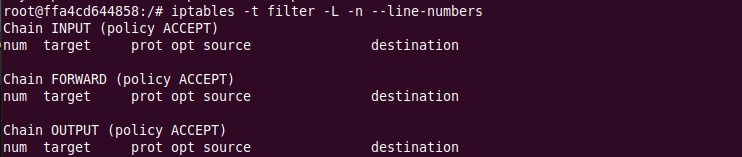 root@ffa4cd644858:/# iptables -t filter -L -n --line-numbers
Chain INPUT (policy ACCEPT)
num  target     prot opt source               destination

Chain FORWARD (policy ACCEPT)
num  target     prot opt source               destination

Chain OUTPUT (policy ACCEPT)
num  target     prot opt source               destination